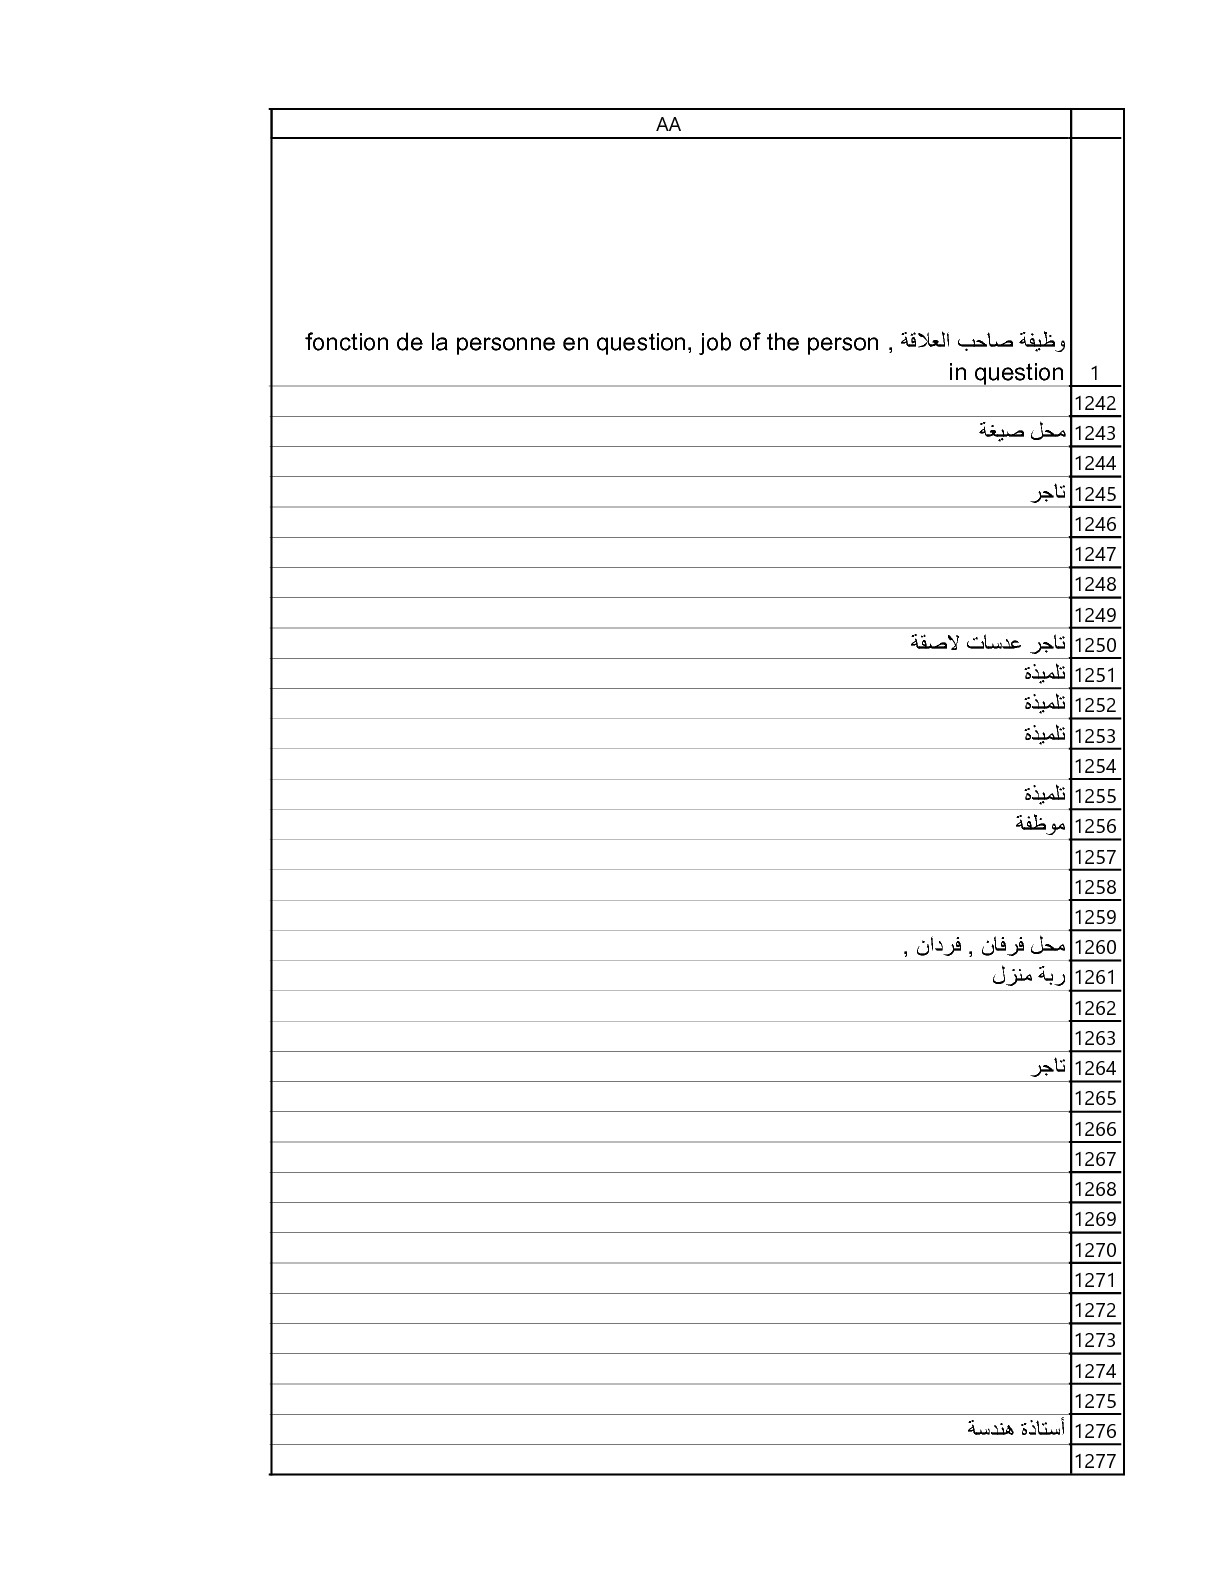 AA
وظيفة صاحب العلاقة , fonction de la personne en question, job of the person
in question
1
1242
1243 محل صيغة
1244
1245 تاجر
1246
1247
1248
1249
1250 تاجر عدسات لاصقة
1251 تلميذة
1252 تلميذة
1253 تلميذة
1254
1255 تلميذة
1256 موظفة
1257
1258
1259
1260 محل فرفان , فردان ,
1261 ربة منزل
1262
1263
1264 تاجر
1265
1266
1267
1268
1269
1270
1271
1272
1273
1274
1275
1276 أستاذة هندسة
1277